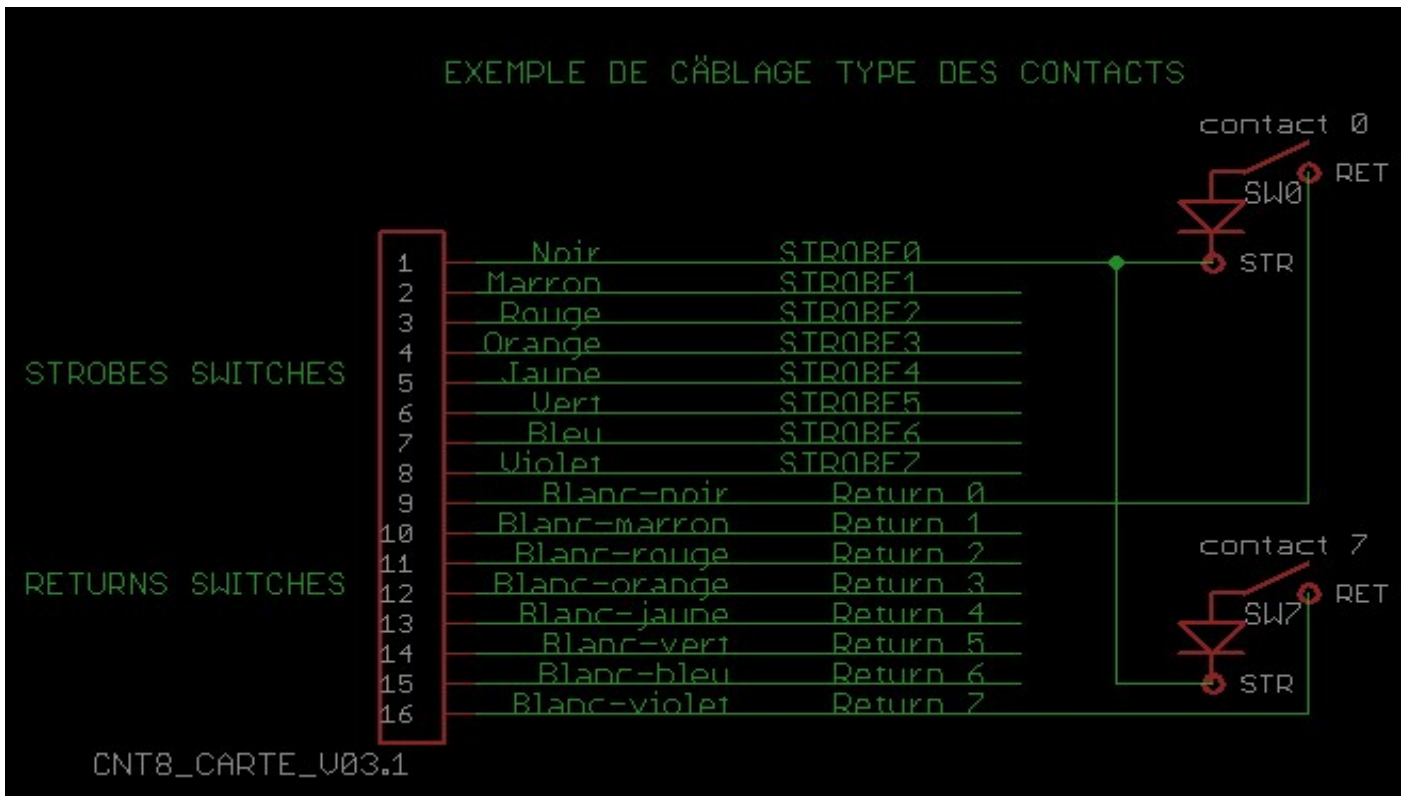 EXEMPLE DE CÄBLAGE TYPE DES CONTACTS
contact 0
RET
SW0
STR
STROBES SWITCHES
1 Noir STROBE0
2 Marron STROBE1
3 Rouge STROBE2
4 Orange STROBE3
5 Jaune STROBE4
6 Vert STROBE5
7 Bleu STROBE6
8 Violet STROBE7
RETURNS SWITCHES
9 Blanc-noir Return 0
10 Blanc-marron Return 1
11 Blanc-rouge Return 2
12 Blanc-orange Return 3
13 Blanc-jaune Return 4
14 Blanc-vert Return 5
15 Blanc-bleu Return 6
16 Blanc-violet Return 7
contact 7
RET
SW7
STR
CNT8_CARTE_V03.1